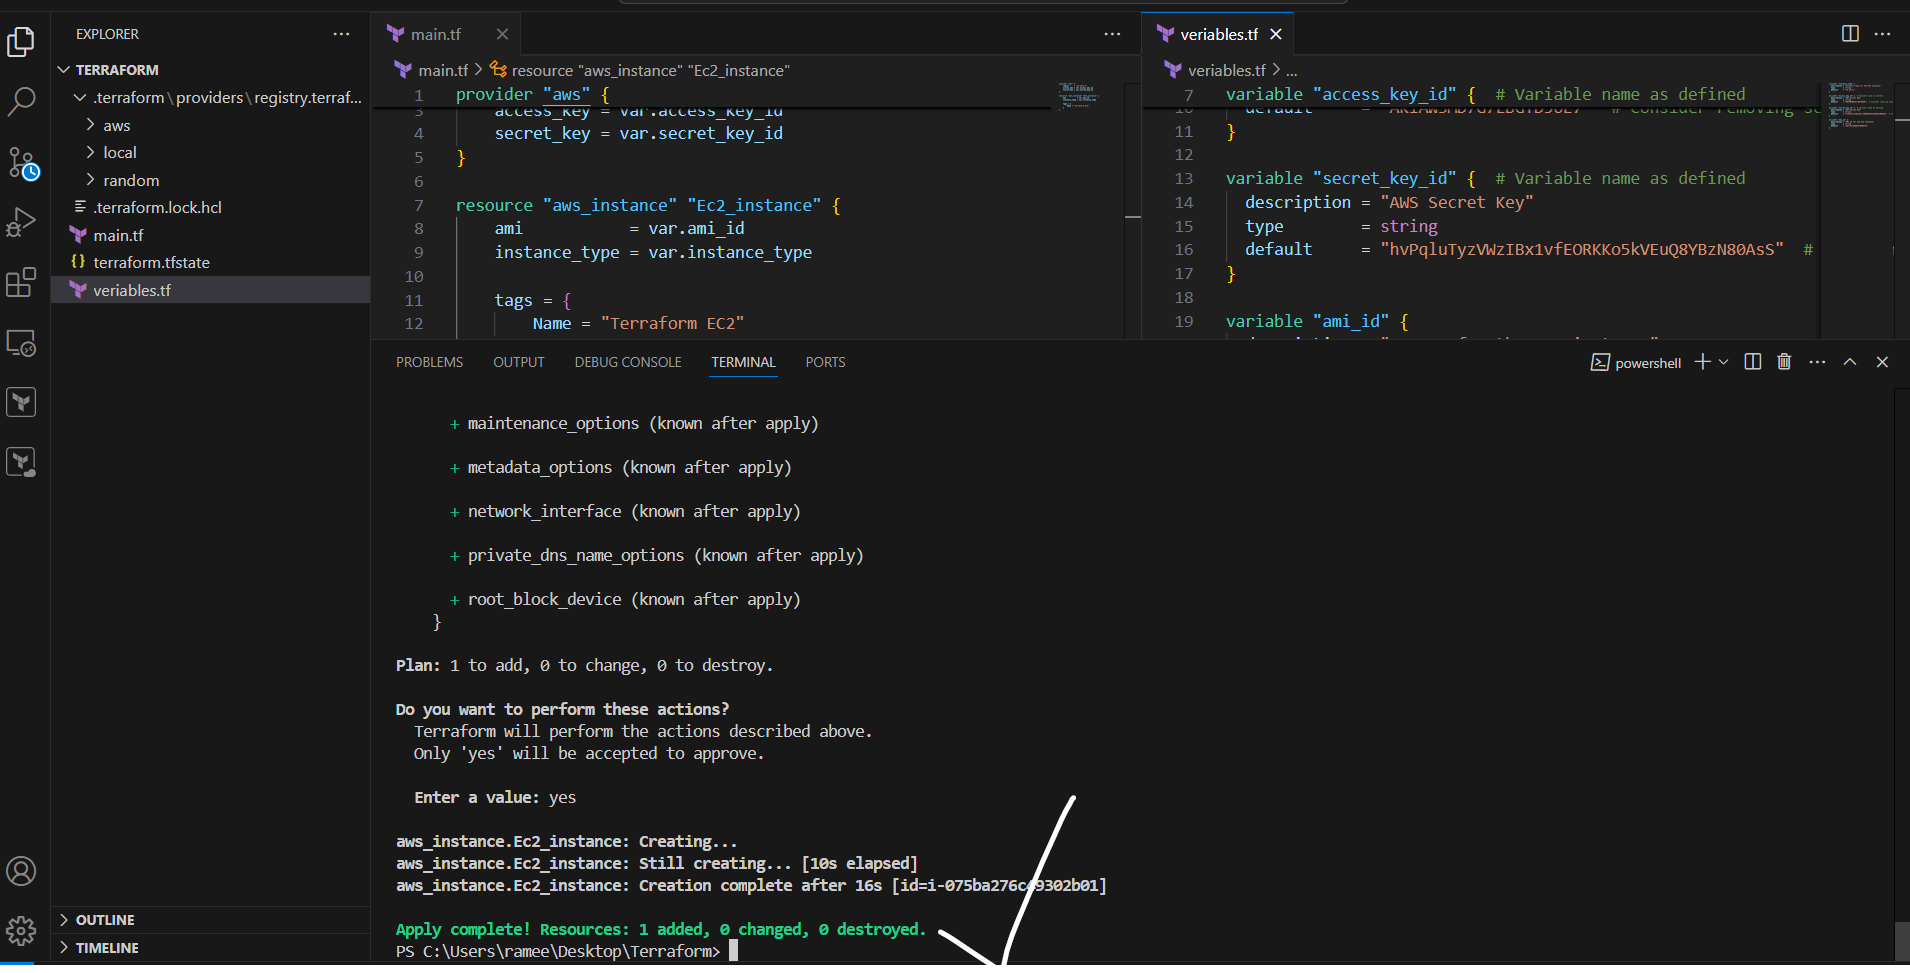 EXPLORER
TERRAFORM
.terraform\providers\registry.terraf...
aws
local
random
.terraform.lock.hcl
main.tf
{} terraform.tfstate
veriables.tf
OUTLINE
TIMELINE
main.tf
main.tf > resource "aws_instance" "Ec2_instance"
1 provider "aws" {
3 access_key = var.access_key_id
4 secret_key = var.secret_key_id
5 }
6
7 resource "aws_instance" "Ec2_instance" {
8 ami = var.ami_id
9 instance_type = var.instance_type
10
11 tags = {
12 Name = "Terraform EC2"
veriables.tf
veriables.tf > ...
7 variable "access_key_id" { # Variable name as defined
10 default =
11 }
12
13 variable "secret_key_id" { # Variable name as defined
14 description = "AWS Secret Key"
15 type = string
16 default = #
17 }
18
19 variable "ami_id" {
PROBLEMS OUTPUT DEBUG CONSOLE TERMINAL PORTS
powershell
+ maintenance_options (known after apply)
+ metadata_options (known after apply)
+ network_interface (known after apply)
+ private_dns_name_options (known after apply)
+ root_block_device (known after apply)
}
Plan: 1 to add, 0 to change, 0 to destroy.
Do you want to perform these actions?
Terraform will perform the actions described above.
Only 'yes' will be accepted to approve.
Enter a value: yes
aws_instance.Ec2_instance: Creating...
aws_instance.Ec2_instance: Still creating... [10s elapsed]
aws_instance.Ec2_instance: Creation complete after 16s [id=i-075ba276c49302b01]
Apply complete! Resources: 1 added, 0 changed, 0 destroyed.
PS C:\Users\ramee\Desktop\Terraform>